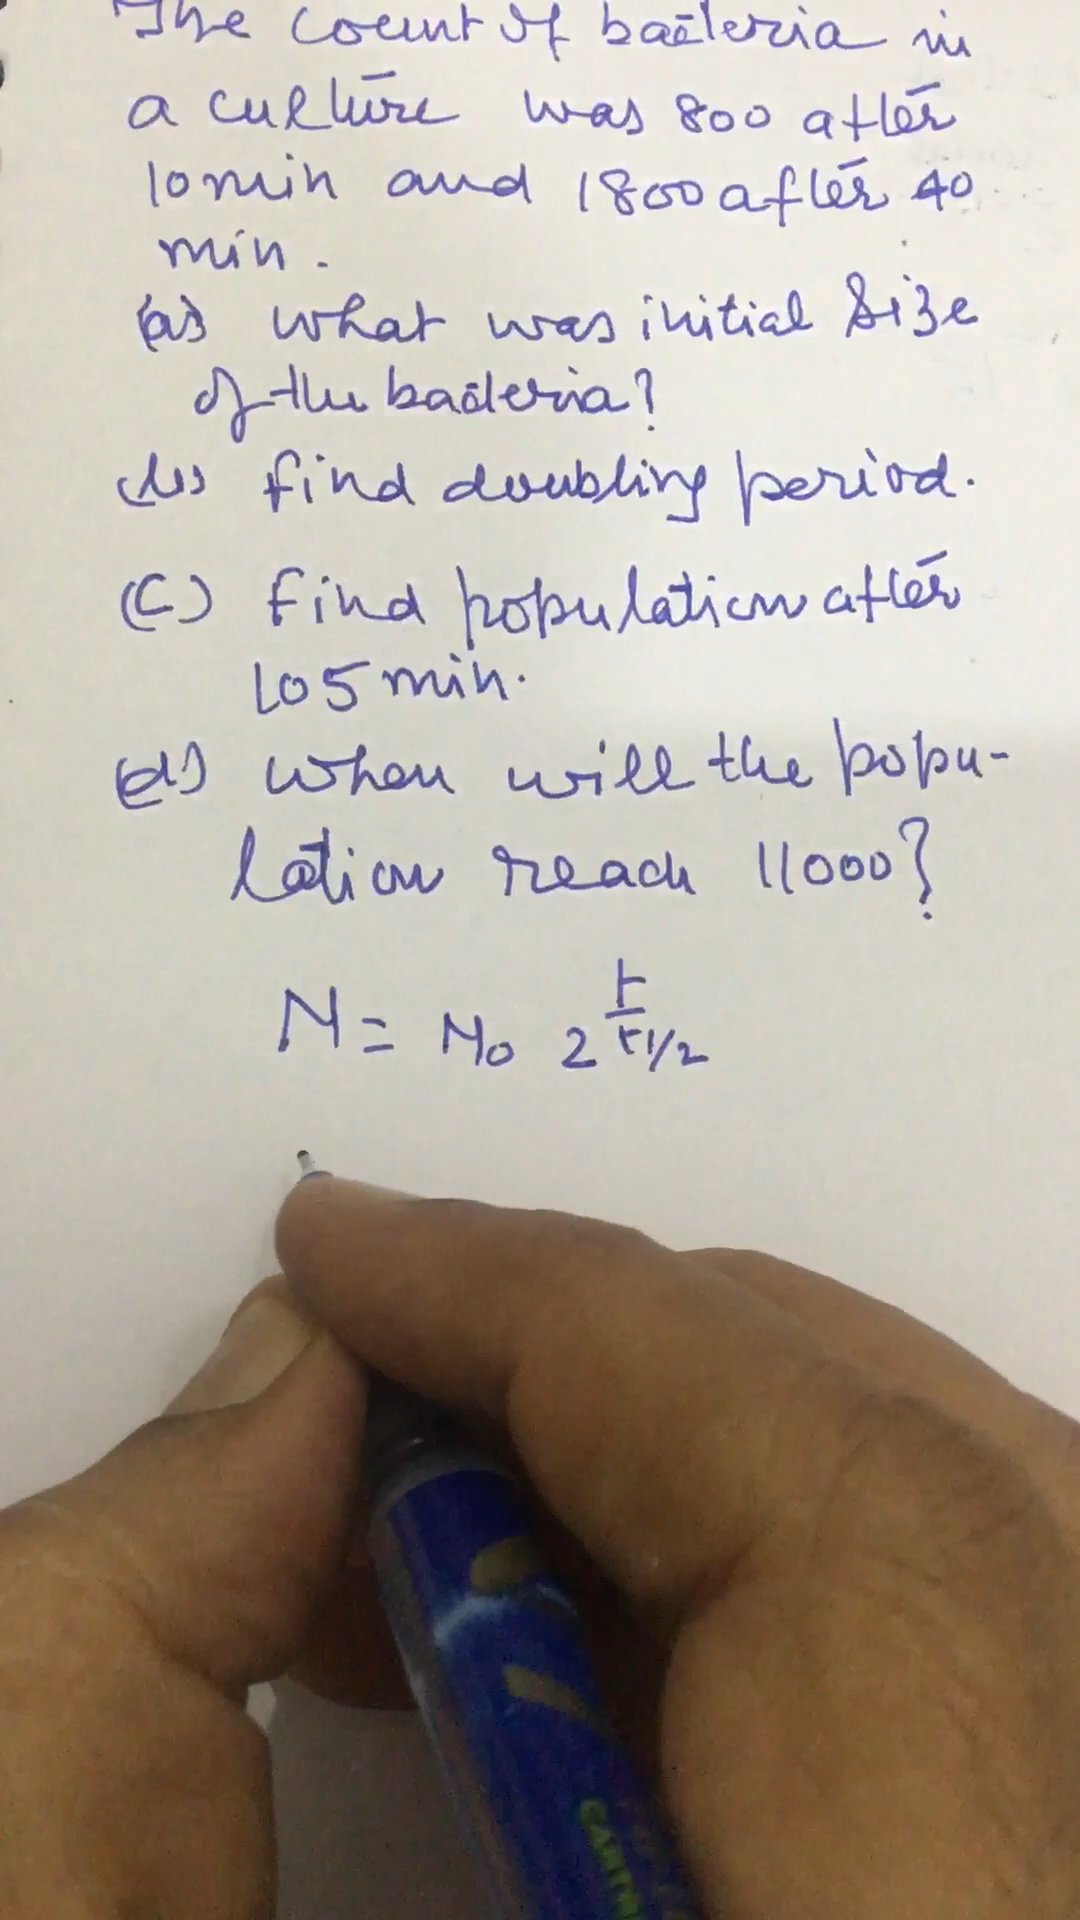 The count of bacteria in
a culture was 800 after
10 min and 1800 after 40
min.
(a) what was initial size
of the bacteria?
(b) find doubling period.
(c) find population after
105 min.
(d) when will the popu-
lation reach 11000?
N = N₀ 2^(t/t1/2)